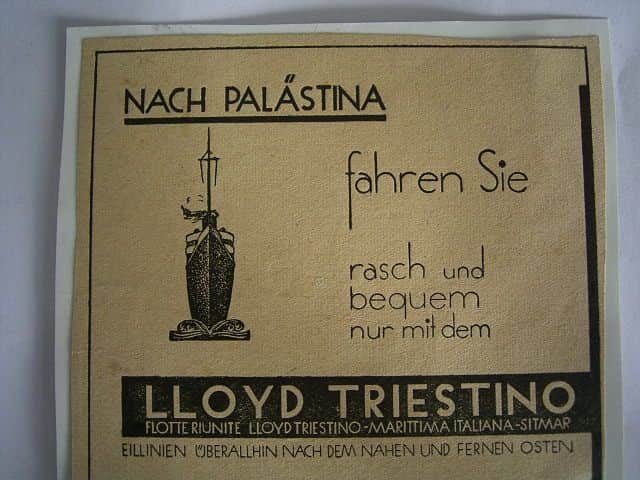 NACH PALÄSTINA
fahren Sie
rasch und
bequem
nur mit dem
LLOYD TRIESTINO
FLOTTE RIUNITE LLOYD TRIESTINO-MARITTIMA ITALIANA-SITMAR
EILLINIEN ÜBERALLHIN NACH DEM NAHEN UND FERNEN OSTEN